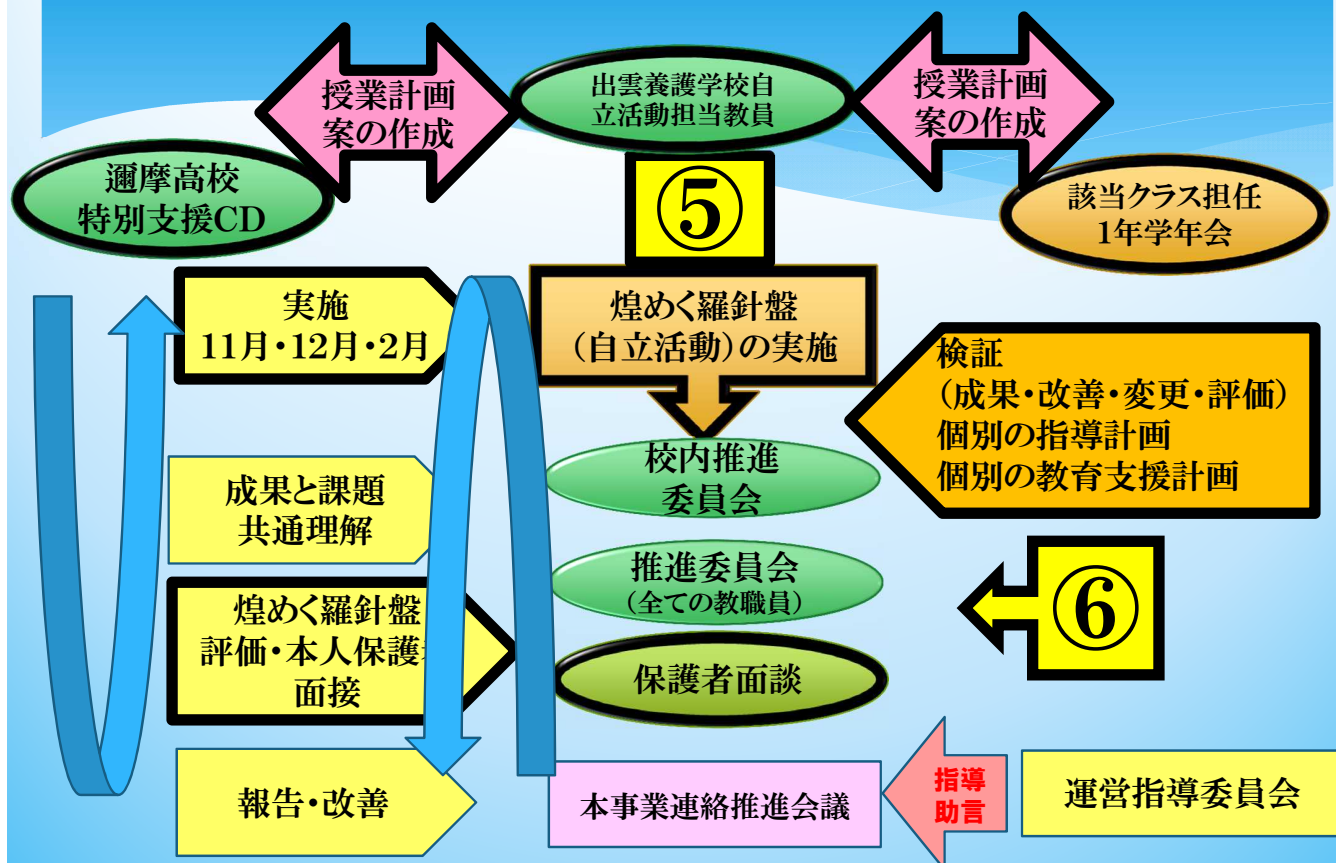 授業計画
案の作成
出雲養護学校自
立活動担当教員
授業計画
案の作成
邇摩高校
特別支援CD
⑤
該当クラス担任
1年学年会
実施
11月・12月・2月
煌めく羅針盤
（自立活動）の実施
検証
（成果・改善・変更・評価）
個別の指導計画
個別の教育支援計画
校内推進
委員会
成果と課題
共通理解
推進委員会
（全ての教職員）
⑥
煌めく羅針盤
評価・本人保護
面接
保護者面談
報告・改善
本事業連絡推進会議
指導
助言
運営指導委員会